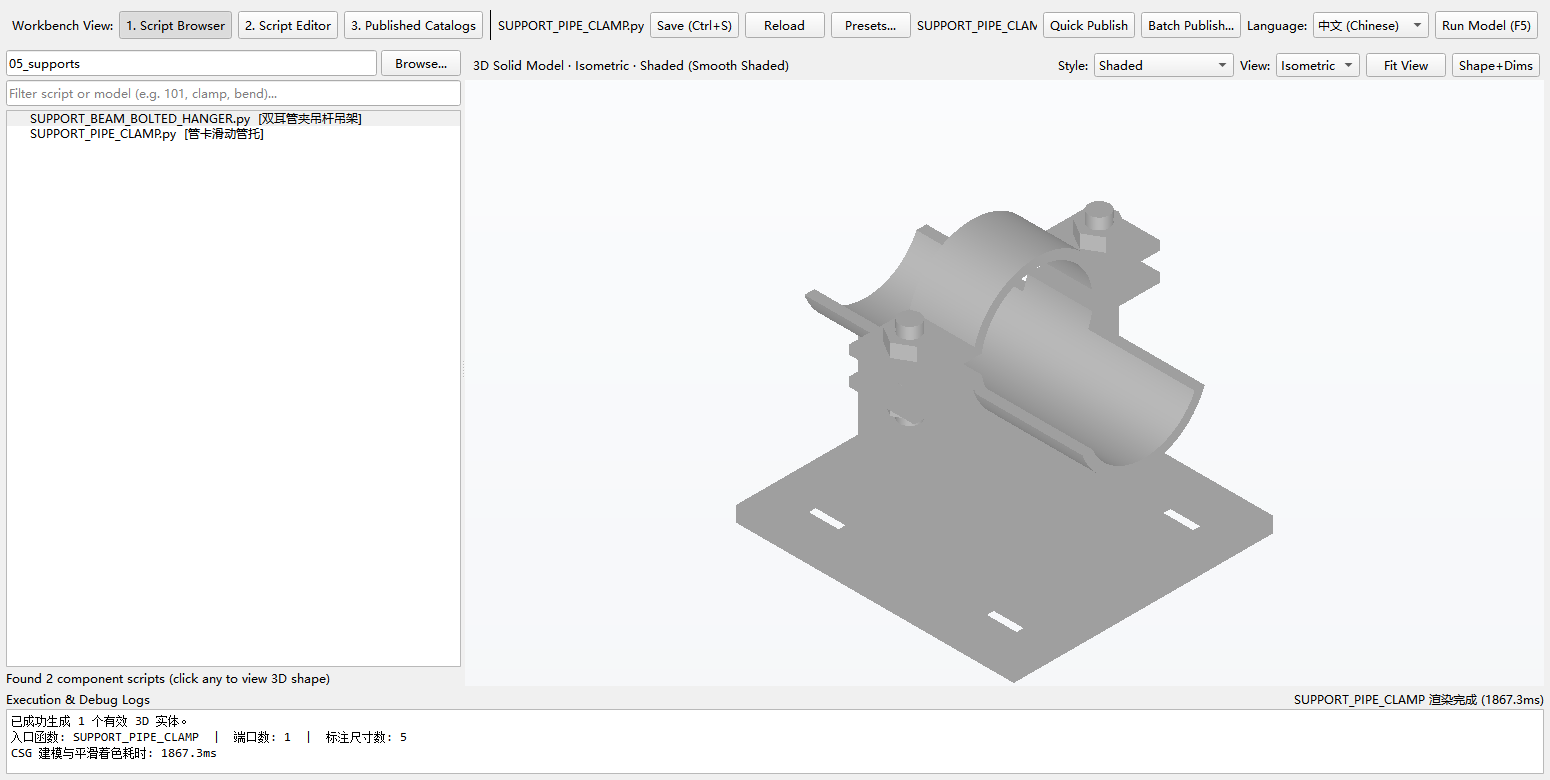 Workbench View: 1. Script Browser 2. Script Editor 3. Published Catalogs SUPPORT_PIPE_CLAMP.py Save (Ctrl+S) Reload Presets... SUPPORT_PIPE_CLAM Quick Publish Batch Publish... Language: 中文 (Chinese) Run Model (F5)
05_supports Browse... 3D Solid Model · Isometric · Shaded (Smooth Shaded) Style: Shaded View: Isometric Fit View Shape+Dims
Filter script or model (e.g. 101, clamp, bend)...
SUPPORT_BEAM_BOLTED_HANGER.py [双耳管夹吊杆吊架]
SUPPORT_PIPE_CLAMP.py [管卡滑动管托]
Found 2 component scripts (click any to view 3D shape)
Execution & Debug Logs SUPPORT_PIPE_CLAMP 渲染完成 (1867.3ms)
已成功生成 1 个有效 3D 实体。
入口函数: SUPPORT_PIPE_CLAMP | 端口数: 1 | 标注尺寸数: 5
CSG 建模与平滑着色耗时: 1867.3ms